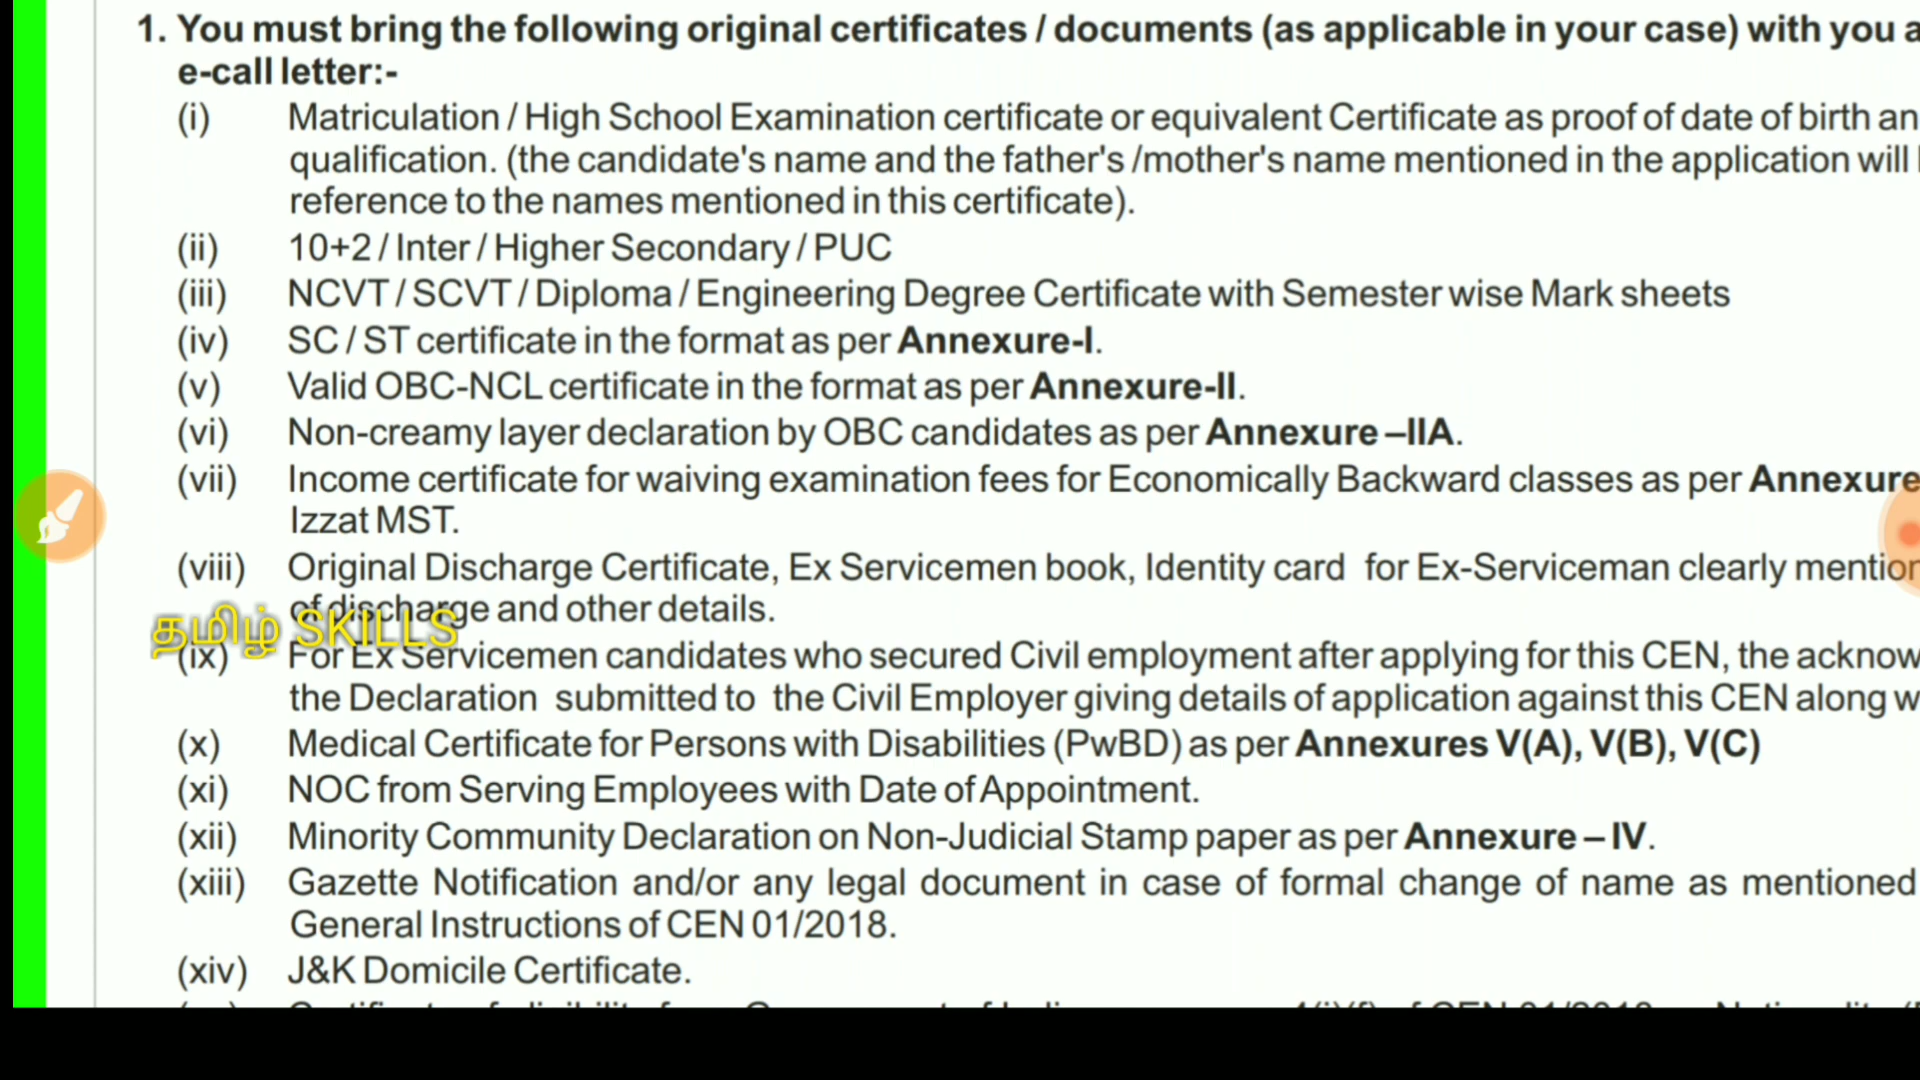 1. You must bring the following original certificates / documents (as applicable in your case) with you a
e-call letter:-
(i) Matriculation / High School Examination certificate or equivalent Certificate as proof of date of birth an
qualification. (the candidate's name and the father's /mother's name mentioned in the application will
reference to the names mentioned in this certificate).
(ii) 10+2 / Inter / Higher Secondary / PUC
(iii) NCVT / SCVT / Diploma / Engineering Degree Certificate with Semester wise Mark sheets
(iv) SC / ST certificate in the format as per Annexure-I.
(v) Valid OBC-NCL certificate in the format as per Annexure-II.
(vi) Non-creamy layer declaration by OBC candidates as per Annexure –IIA.
(vii) Income certificate for waiving examination fees for Economically Backward classes as per Annexure
Izzat MST.
(viii) Original Discharge Certificate, Ex Servicemen book, Identity card for Ex-Serviceman clearly mention
of discharge and other details.
தமிழ் SKILLS
(ix) For Ex Servicemen candidates who secured Civil employment after applying for this CEN, the acknow
the Declaration submitted to the Civil Employer giving details of application against this CEN along w
(x) Medical Certificate for Persons with Disabilities (PwBD) as per Annexures V(A), V(B), V(C)
(xi) NOC from Serving Employees with Date of Appointment.
(xii) Minority Community Declaration on Non-Judicial Stamp paper as per Annexure – IV.
(xiii) Gazette Notification and/or any legal document in case of formal change of name as mentioned
General Instructions of CEN 01/2018.
(xiv) J&K Domicile Certificate.